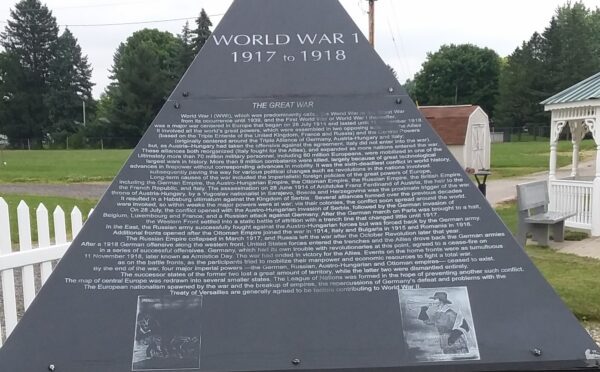 WORLD WAR 1
1917 to 1918
THE GREAT WAR
World War (WWI), which was predominantly called the World War or the Great War
from its occurrence until 1939, and the First World War or World War I thereafter,
was a major war centered in Europe that began on 28 July 1914 and lasted until 11 November 1918.
It involved all the world's great powers, which were assembled in two opposing alliances: the Allies
(based on the Triple Entente of the United Kingdom, France and Russia) and the Central Powers
(originally centered around the Triple Alliance of Germany, Austria-Hungary and Italy;
but, as Austria-Hungary had taken the offensive against the agreement, Italy did not enter into the war).
These alliances both reorganized (Italy fought for the Allies), and expanded as more nations entered the war.
Ultimately more than 70 million military personnel, including 60 million Europeans, were mobilized in one of the
largest wars in history. More than 9 million combatants were killed, largely because of great technological
advances in firepower without corresponding advances in mobility. It was the sixth-deadliest conflict in world history,
subsequently paving the way for various political changes such as revolutions in the nations involved.
Long-term causes of the war included the imperialistic foreign policies of the great powers of Europe,
including the German Empire, the Austro-Hungarian Empire, the Ottoman Empire, the Russian Empire, the British Empire,
the French Republic, and Italy. The assassination on 28 June 1914 of Archduke Franz Ferdinand of Austria, the heir to the
throne of Austria-Hungary, by a Yugoslav nationalist in Sarajevo, Bosnia and Herzegovina was the proximate trigger of the war.
It resulted in a Habsburg ultimatum against the Kingdom of Serbia. Several alliances formed over the previous decades
were invoked, so within weeks the major powers were at war; via their colonies, the conflict soon spread around the world.
On 28 July, the conflict opened with the Austro-Hungarian invasion of Serbia, followed by the German invasion of
Belgium, Luxembourg and France; and a Russian attack against Germany. After the German march on Paris was brought to a halt,
the Western Front settled into a static battle of attrition with a trench line that changed little until 1917.
In the East, the Russian army successfully fought against the Austro-Hungarian forces but was forced back by the German army.
Additional fronts opened after the Ottoman Empire joined the war in 1914, Italy and Bulgaria in 1915 and Romania in 1916.
The Russian Empire collapsed in March 1917, and Russia left the war after the October Revolution later that year.
After a 1918 German offensive along the western front, United States forces entered the trenches and the Allies drove back the German armies
in a series of successful offensives. Germany, which had its own trouble with revolutionaries at this point, agreed to a cease-fire on
11 November 1918, later known as Armistice Day. The war had ended in victory for the Allies. Events on the home fronts were as tumultuous
as on the battle fronts, as the participants tried to mobilize their manpower and economic resources to fight a total war.
By the end of the war, four major imperial powers —the German, Russian, Austro-Hungarian and Ottoman empires— ceased to exist.
The successor states of the former two lost a great amount of territory, while the latter two were dismantled entirely.
The map of central Europe was redrawn into several smaller states. The League of Nations was formed in the hope of preventing another such conflict.
The European nationalism spawned by the war and the breakup of empires, the repercussions of Germany's defeat and problems with the
Treaty of Versailles are generally agreed to be factors contributing to World War II.